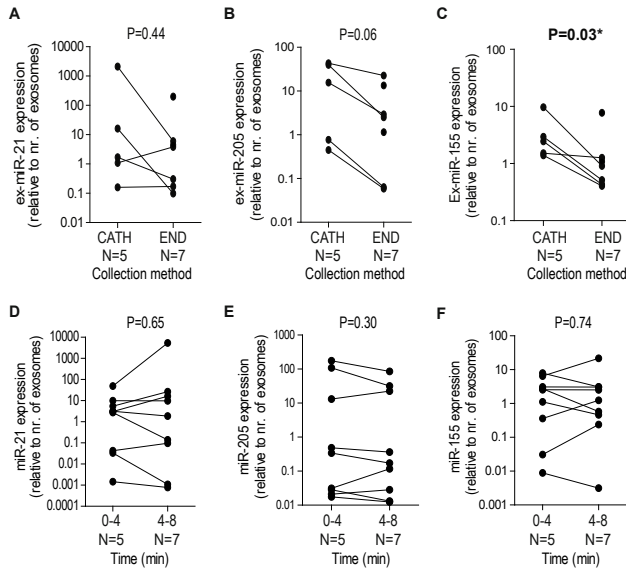 A
P=0.44
ex-miR-21 expression
(relative to nr. of exosomes)
10000
1000
100
10
1
0.1
0.01
CATH
N=5
END
N=7
Collection method
B
P=0.06
ex-miR-205 expression
(relative to nr. of exosomes)
100
10
1
0.1
0.01
CATH
N=5
END
N=7
Collection method
C
P=0.03*
Ex-miR-155 expression
(relative to nr. of exosomes)
100
10
1
0.1
CATH
N=5
END
N=7
Collection method
D
P=0.65
miR-21 expression
(relative to nr. of exosomes)
10000
1000
100
10
1
0.1
0.01
0.001
0.0001
0-4
N=5
4-8
N=7
Time (min)
E
P=0.30
miR-205 expression
(relative to nr. of exosomes)
1000
100
10
1
0.1
0.01
0-4
N=5
4-8
N=7
Time (min)
F
P=0.74
miR-155 expression
(relative to nr. of exosomes)
100
10
1
0.1
0.01
0.001
0-4
N=5
4-8
N=7
Time (min)